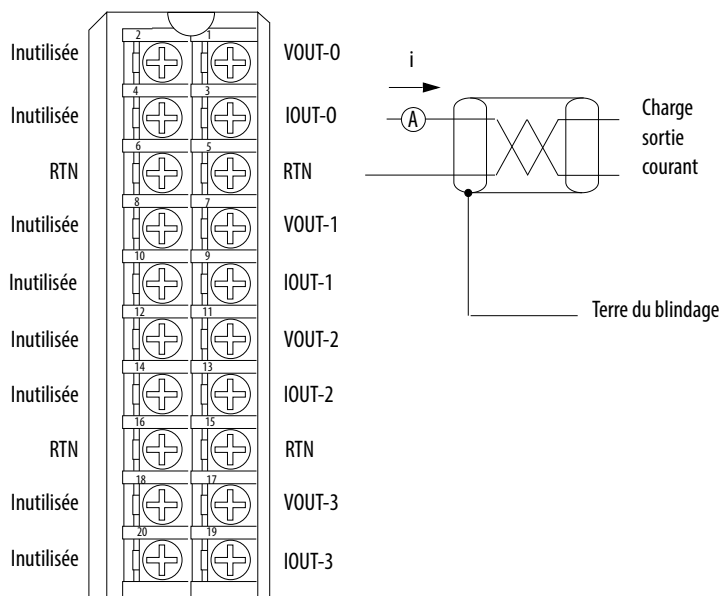 2 1
Inutilisée VOUT-0
i
4 3
Inutilisée IOUT-0
A
Charge
sortie
courant
6 5
RTN RTN
8 7
Inutilisée VOUT-1
10 9
Inutilisée IOUT-1
Terre du blindage
12 11
Inutilisée VOUT-2
14 13
Inutilisée IOUT-2
16 15
RTN RTN
18 17
Inutilisée VOUT-3
20 19
Inutilisée IOUT-3